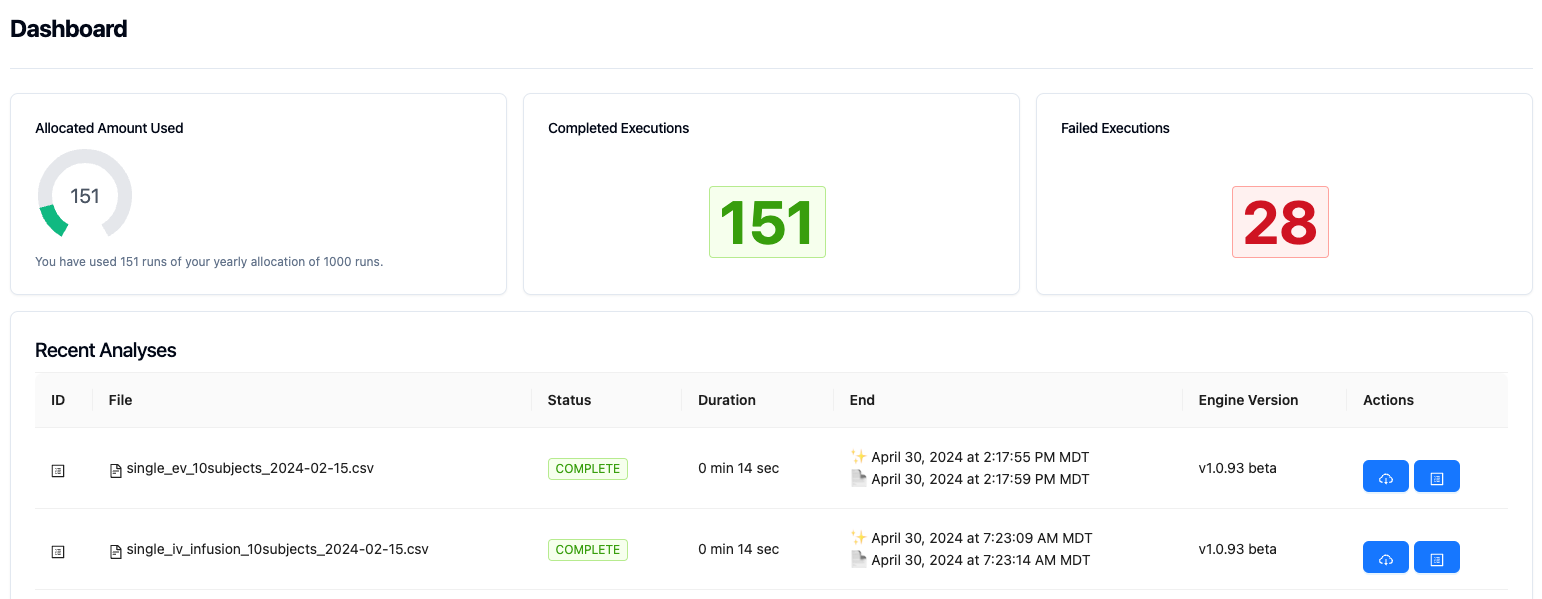 Dashboard
Allocated Amount Used
151
You have used 151 runs of your yearly allocation of 1000 runs.
Completed Executions
151
Failed Executions
28
Recent Analyses
ID File Status Duration End Engine Version Actions
single_ev_10subjects_2024-02-15.csv COMPLETE 0 min 14 sec ✨ April 30, 2024 at 2:17:55 PM MDT v1.0.93 beta
April 30, 2024 at 2:17:59 PM MDT
single_iv_infusion_10subjects_2024-02-15.csv COMPLETE 0 min 14 sec ✨ April 30, 2024 at 7:23:09 AM MDT v1.0.93 beta
April 30, 2024 at 7:23:14 AM MDT